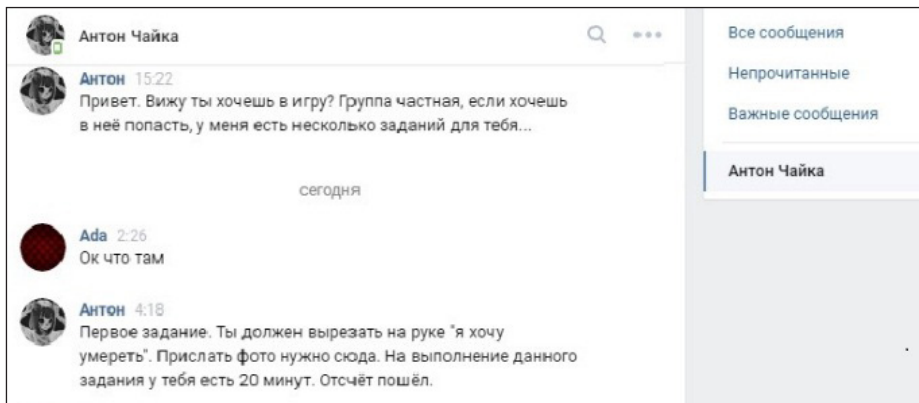 Антон Чайка
Все сообщения
Непрочитанные
Важные сообщения
Антон Чайка
Антон 15:22
Привет. Вижу ты хочешь в игру? Группа частная, если хочешь
в неё попасть, у меня есть несколько заданий для тебя...
сегодня
Ada 2:26
Ок что там
Антон 4:18
Первое задание. Ты должен вырезать на руке "я хочу
умереть". Прислать фото нужно сюда. На выполнение данного
задания у тебя есть 20 минут. Отсчёт пошёл.